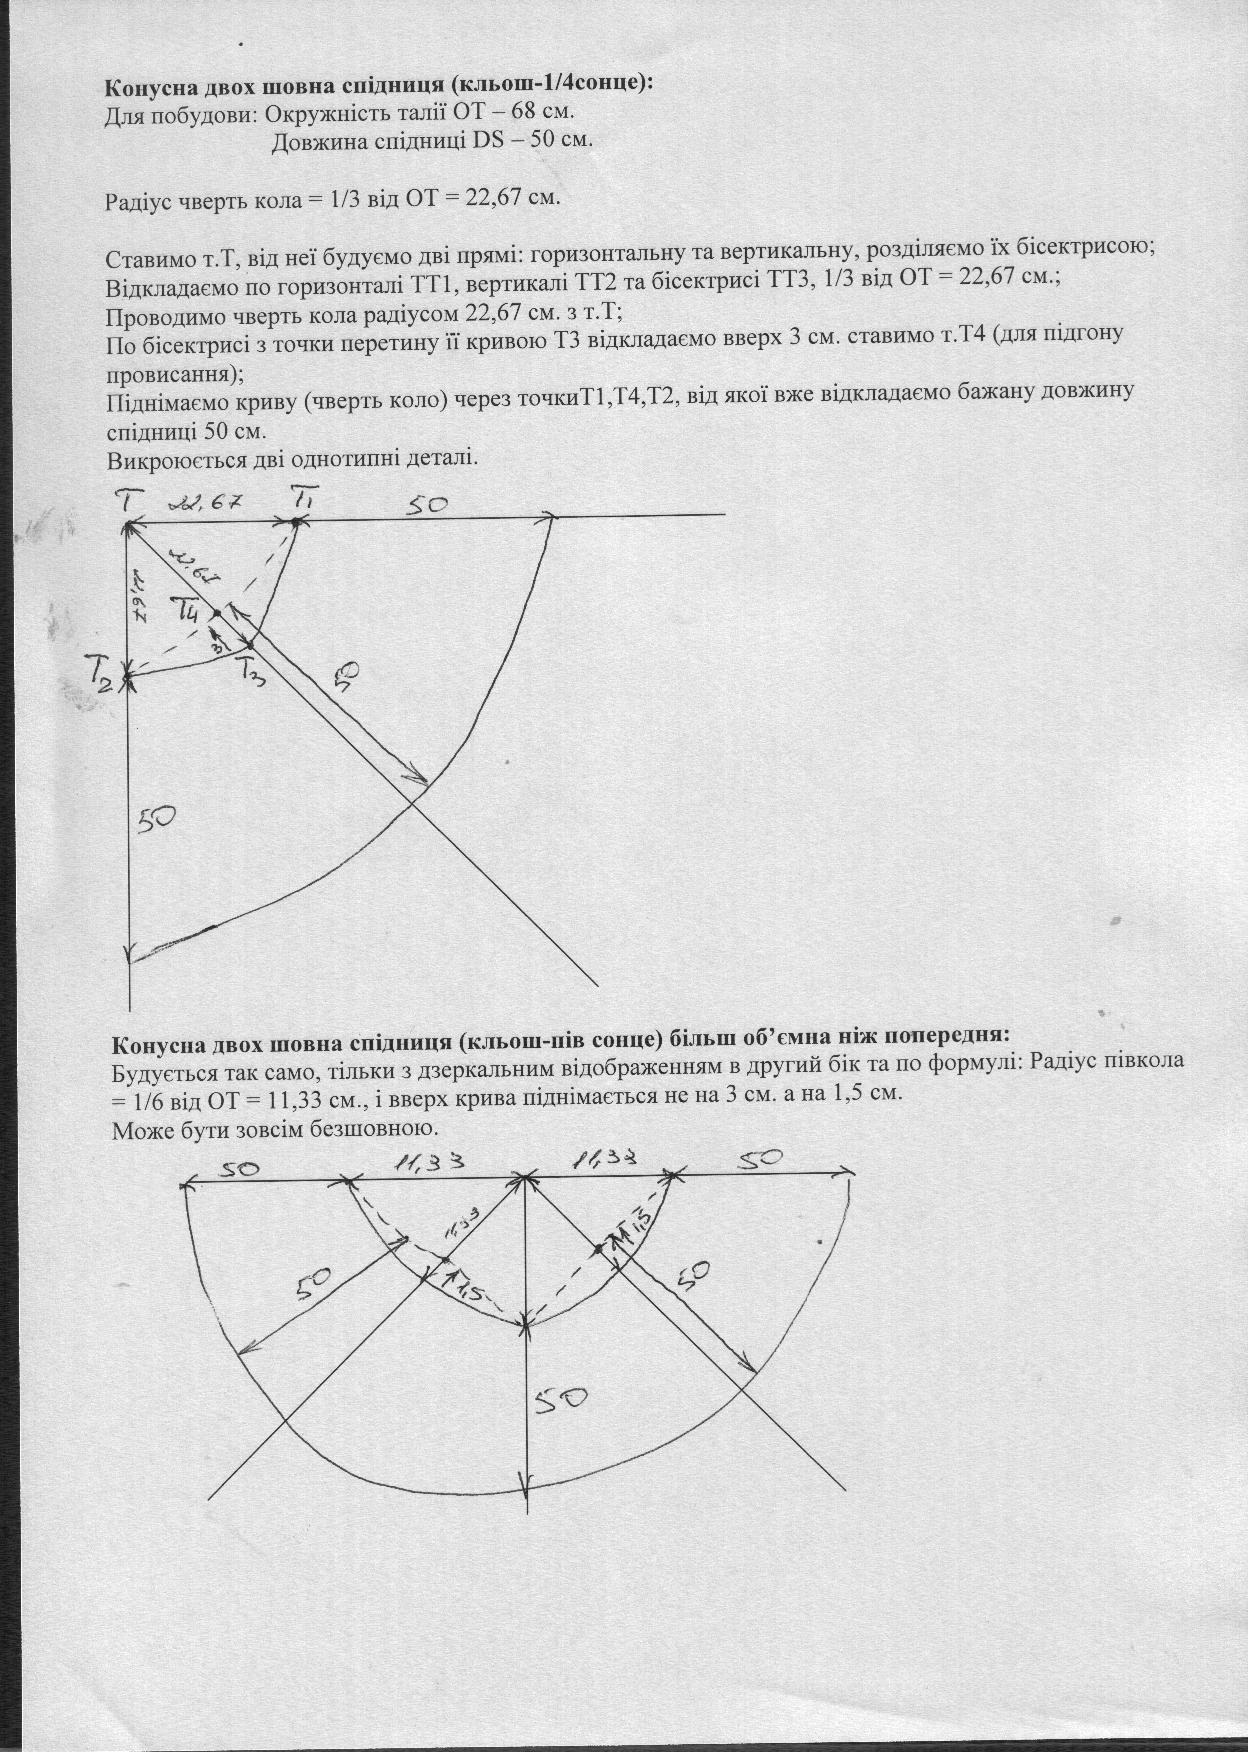 Конусна двох шовна спідниця (кльош-1/4сонце):
Для побудови: Окружність талії ОТ – 68 см.
Довжина спідниці DS – 50 см.
Радіус чверть кола = 1/3 від ОТ = 22,67 см.
Ставимо т.Т, від неї будуємо дві прямі: горизонтальну та вертикальну, розділяємо їх бісектрисою;
Відкладаємо по горизонталі ТТ1, вертикалі ТТ2 та бісектрисі ТТ3, 1/3 від ОТ = 22,67 см.;
Проводимо чверть кола радіусом 22,67 см. з т.Т;
По бісектрисі з точки перетину її кривою Т3 відкладаємо вверх 3 см. ставимо т.Т4 (для підгону
провисання);
Піднімаємо криву (чверть коло) через точкиТ1,Т4,Т2, від якої вже відкладаємо бажану довжину
спідниці 50 см.
Викроюється дві однотипні деталі.
Т 22,67 Т1 50
22,67
22,67
Т4
3
Т2 Т3 50
50
Конусна двох шовна спідниця (кльош-пів сонце) більш об’ємна ніж попередня:
Будується так само, тільки з дзеркальним відображенням в другий бік та по формулі: Радіус півкола
= 1/6 від ОТ = 11,33 см., і вверх крива піднімається не на 3 см. а на 1,5 см.
Може бути зовсім безшовною.
50 11,33 11,33 50
11,33 1,5
50 1,5 50
50